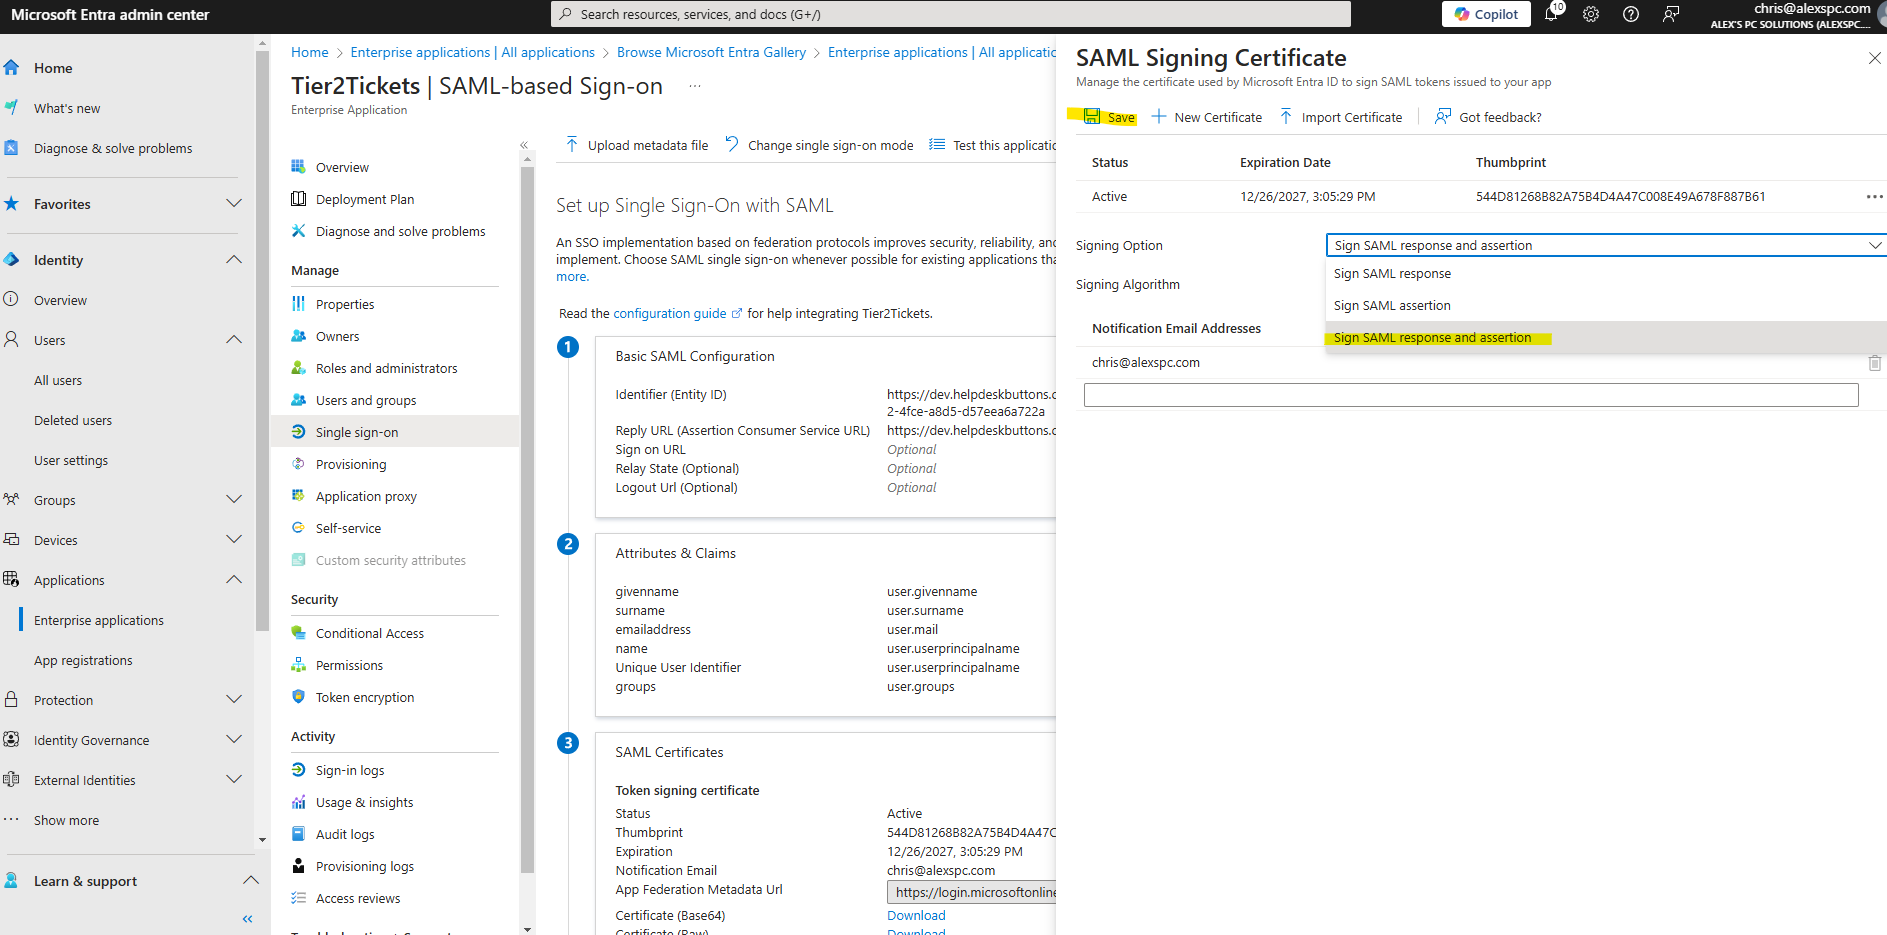 Microsoft Entra admin center
Search resources, services, and docs (G+/)
Copilot
10
chris@alexspc.com
ALEX'S PC SOLUTIONS (ALEXSPC....
Home
What's new
Diagnose & solve problems
Favorites
Identity
Overview
Users
All users
Deleted users
User settings
Groups
Devices
Applications
Enterprise applications
App registrations
Protection
Identity Governance
External Identities
Show more
Learn & support
Home > Enterprise applications | All applications > Browse Microsoft Entra Gallery > Enterprise applications | All applicatic
Tier2Tickets | SAML-based Sign-on ...
Enterprise Application
Overview
Deployment Plan
Diagnose and solve problems
Manage
Properties
Owners
Roles and administrators
Users and groups
Single sign-on
Provisioning
Application proxy
Self-service
Custom security attributes
Security
Conditional Access
Permissions
Token encryption
Activity
Sign-in logs
Usage & insights
Audit logs
Provisioning logs
Access reviews
Upload metadata file Change single sign-on mode Test this applicatio
Set up Single Sign-On with SAML
An SSO implementation based on federation protocols improves security, reliability, and
implement. Choose SAML single sign-on whenever possible for existing applications tha
more.
Read the configuration guide for help integrating Tier2Tickets.
1
Basic SAML Configuration
Identifier (Entity ID) https://dev.helpdeskbuttons.c
2-4fce-a8d5-d57eea6a722a
Reply URL (Assertion Consumer Service URL) https://dev.helpdeskbuttons.c
Sign on URL Optional
Relay State (Optional) Optional
Logout Url (Optional) Optional
2
Attributes & Claims
givenname user.givenname
surname user.surname
emailaddress user.mail
name user.userprincipalname
Unique User Identifier user.userprincipalname
groups user.groups
3
SAML Certificates
Token signing certificate
Status Active
Thumbprint 544D81268B82A75B4D4A47C
Expiration 12/26/2027, 3:05:29 PM
Notification Email chris@alexspc.com
App Federation Metadata Url https://login.microsoftonline
Certificate (Base64) Download
Certificate (Raw) Download
SAML Signing Certificate
Manage the certificate used by Microsoft Entra ID to sign SAML tokens issued to your app
Save New Certificate Import Certificate Got feedback?
Status Expiration Date Thumbprint
Active 12/26/2027, 3:05:29 PM 544D81268B82A75B4D4A47C008E49A678F887B61 ...
Signing Option Sign SAML response and assertion
Sign SAML response
Signing Algorithm
Sign SAML assertion
Sign SAML response and assertion
Notification Email Addresses
chris@alexspc.com